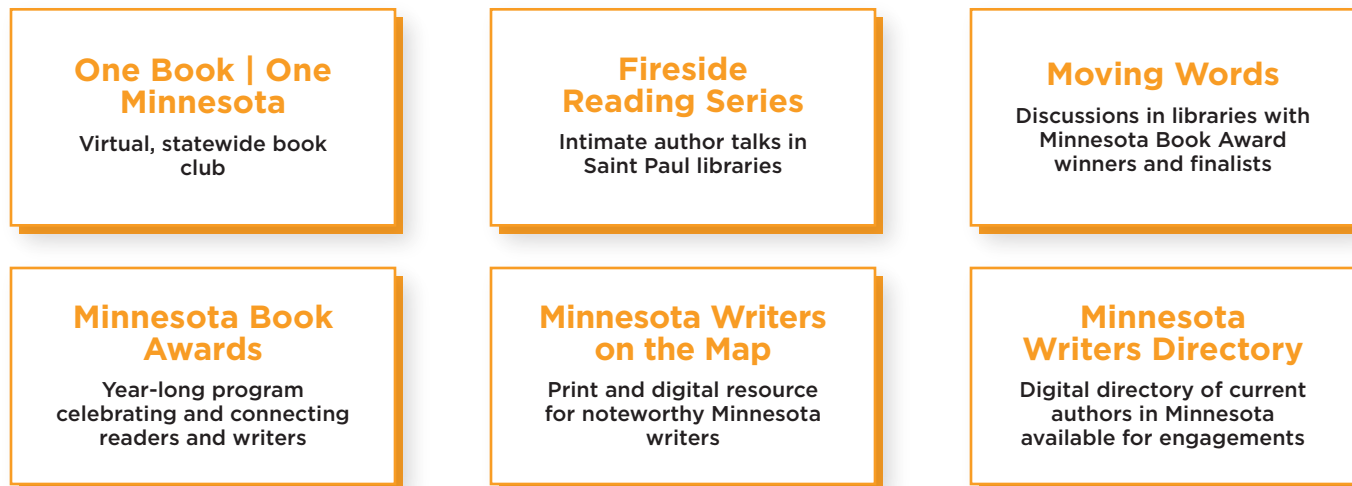 One Book | One
Minnesota
Virtual, statewide book
club
Fireside
Reading Series
Intimate author talks in
Saint Paul libraries
Moving Words
Discussions in libraries with
Minnesota Book Award
winners and finalists
Minnesota Book
Awards
Year-long program
celebrating and connecting
readers and writers
Minnesota Writers
on the Map
Print and digital resource
for noteworthy Minnesota
writers
Minnesota
Writers Directory
Digital directory of current
authors in Minnesota
available for engagements